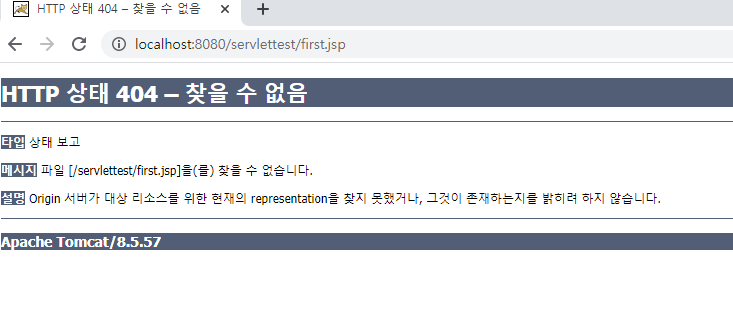 HTTP 상태 404 – 찾을 수 없음
localhost:8080/servlettest/first.jsp
HTTP 상태 404 – 찾을 수 없음
타입 상태 보고
메시지 파일 [/servlettest/first.jsp]을(를) 찾을 수 없습니다.
설명 Origin 서버가 대상 리소스를 위한 현재의 representation을 찾지 못했거나, 그것이 존재하는지를 밝히려 하지 않습니다.
Apache Tomcat/8.5.57